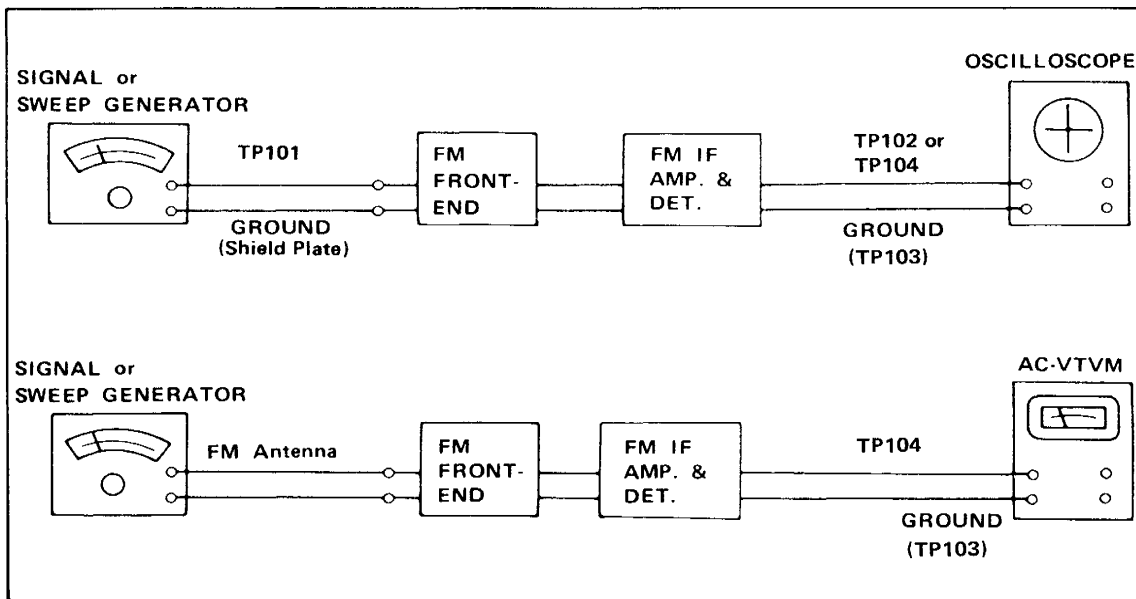 SIGNAL or
SWEEP GENERATOR
TP101
GROUND
(Shield Plate)
FM
FRONT-
END
FM IF
AMP. &
DET.
TP102 or
TP104
GROUND
(TP103)
OSCILLOSCOPE
SIGNAL or
SWEEP GENERATOR
FM Antenna
FM
FRONT-
END
FM IF
AMP. &
DET.
TP104
GROUND
(TP103)
AC-VTVM